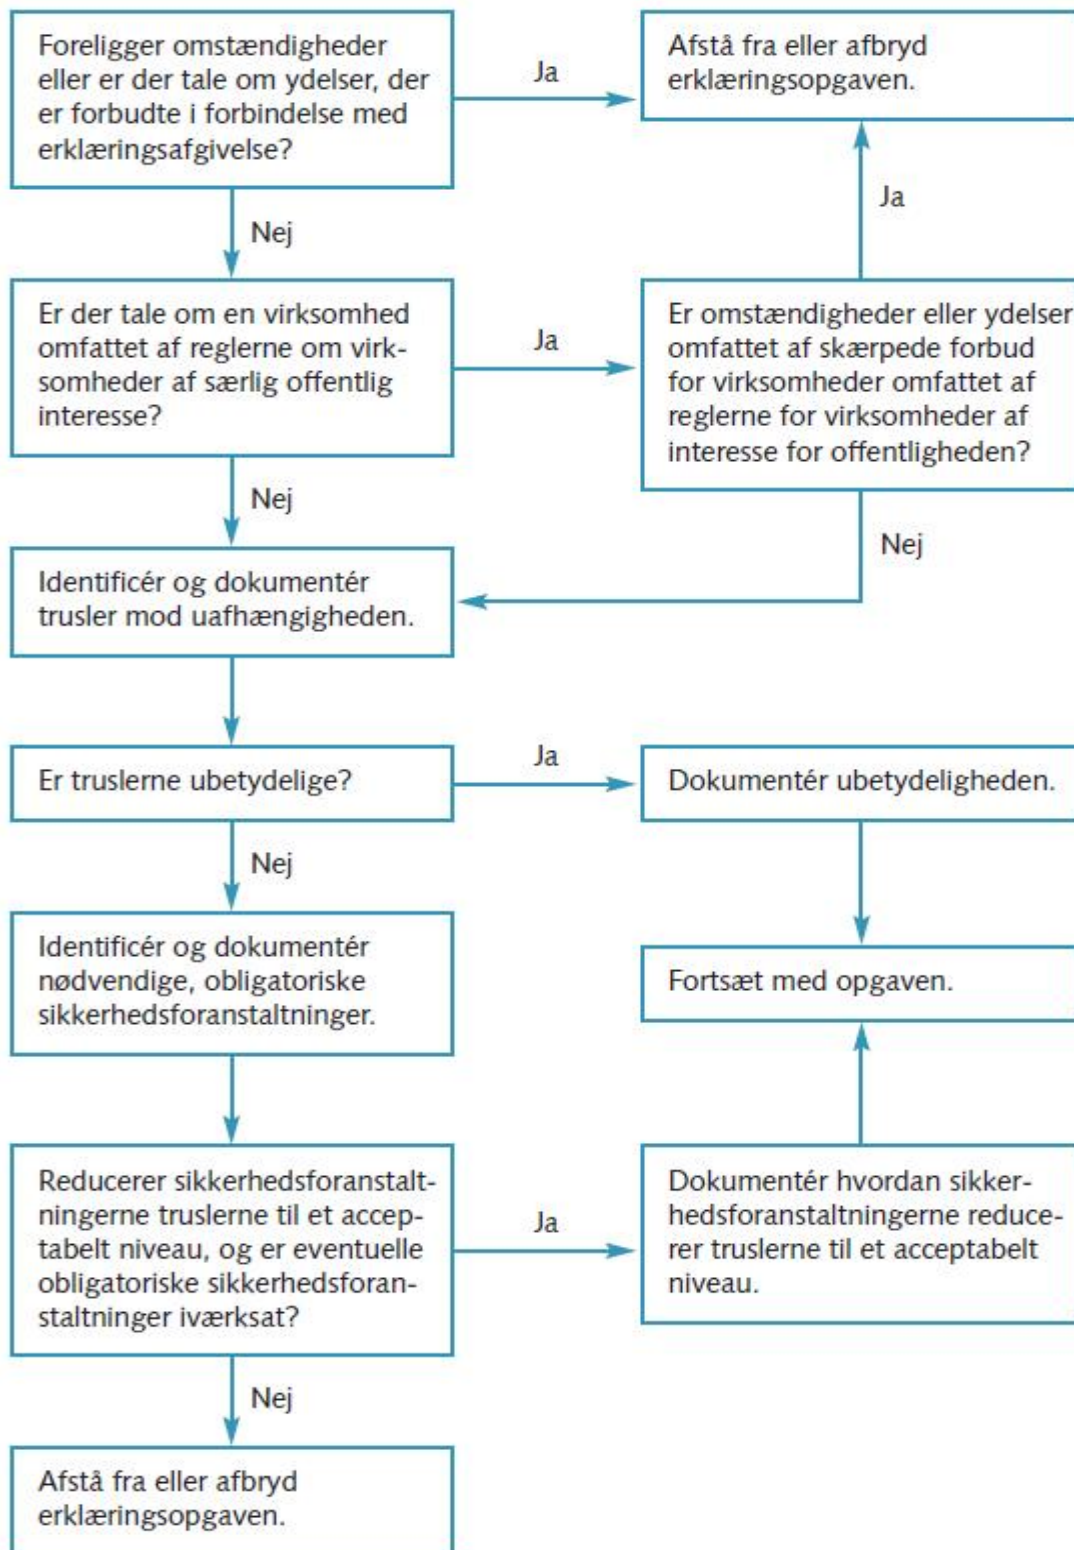 Foreligger omstændigheder
eller er der tale om ydelser, der
er forbudte i forbindelse med
erklæringsafgivelse?
Ja
Afstå fra eller afbryd
erklæringsopgaven.
Nej
Ja
Er der tale om en virksomhed
omfattet af reglerne om virk-
somheder af særlig offentlig
interesse?
Ja
Er omstændigheder eller ydelser
omfattet af skærpede forbud
for virksomheder omfattet af
reglerne for virksomheder af
interesse for offentligheden?
Nej
Nej
Identificér og dokumentér
trusler mod uafhængigheden.
Er truslerne ubetydelige?
Ja
Dokumentér ubetydeligheden.
Nej
Identificér og dokumentér
nødvendige, obligatoriske
sikkerhedsforanstaltninger.
Fortsæt med opgaven.
Reducerer sikkerhedsforanstalt-
ningerne truslerne til et accep-
tabelt niveau, og er eventuelle
obligatoriske sikkerhedsforan-
staltninger iværksat?
Ja
Dokumentér hvordan sikker-
hedsforanstaltningerne reduce-
rer truslerne til et acceptabelt
niveau.
Nej
Afstå fra eller afbryd
erklæringsopgaven.